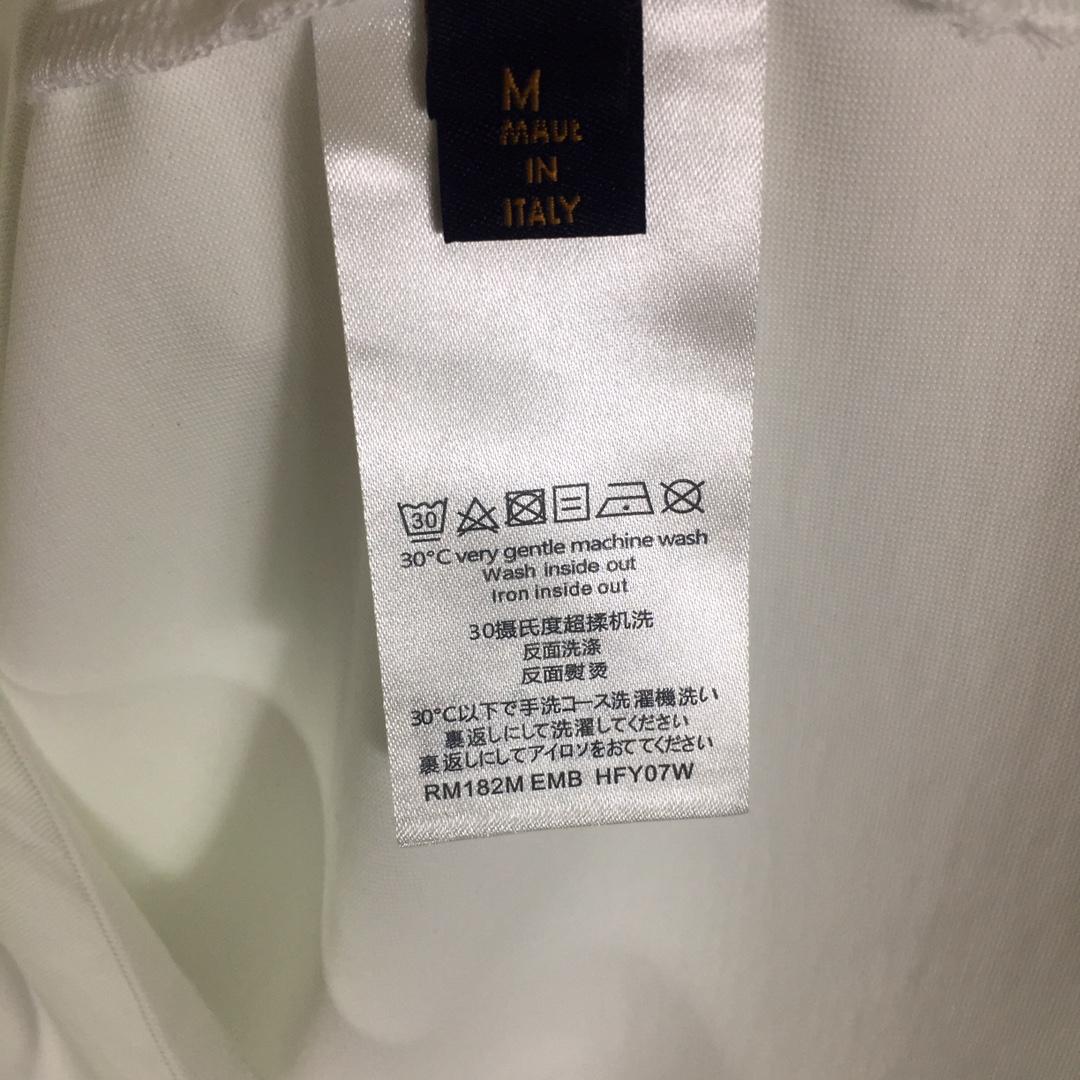 M
MADE
IN
ITALY
30
30°C very gentle machine wash
Wash inside out
Iron inside out
30摄氏度超揉机洗
反面洗涤
反面熨烫
30°C以下で手洗コース洗濯機洗い
裏返しにして洗濯してください
裏返しにしてアイロソをおててください
RM182M EMB HFY07W